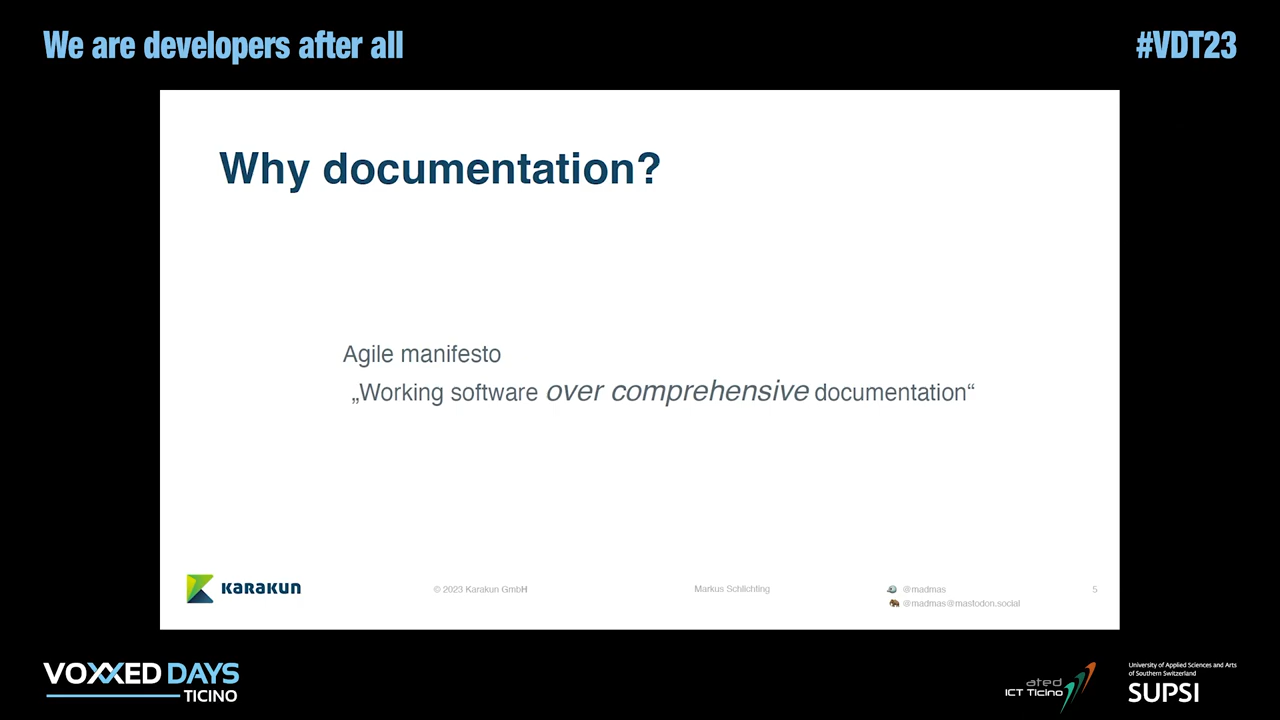 We are developers after all
#VDT23
Why documentation?
Agile manifesto
„Working software over comprehensive documentation“
KARAKUN
© 2023 Karakun GmbH
Markus Schlichting
@madmas
@madmas@mastodon.social
5
VOXXED DAYS
TICINO
ated
ICT Ticino
University of Applied Sciences and Arts
of Southern Switzerland
SUPSI